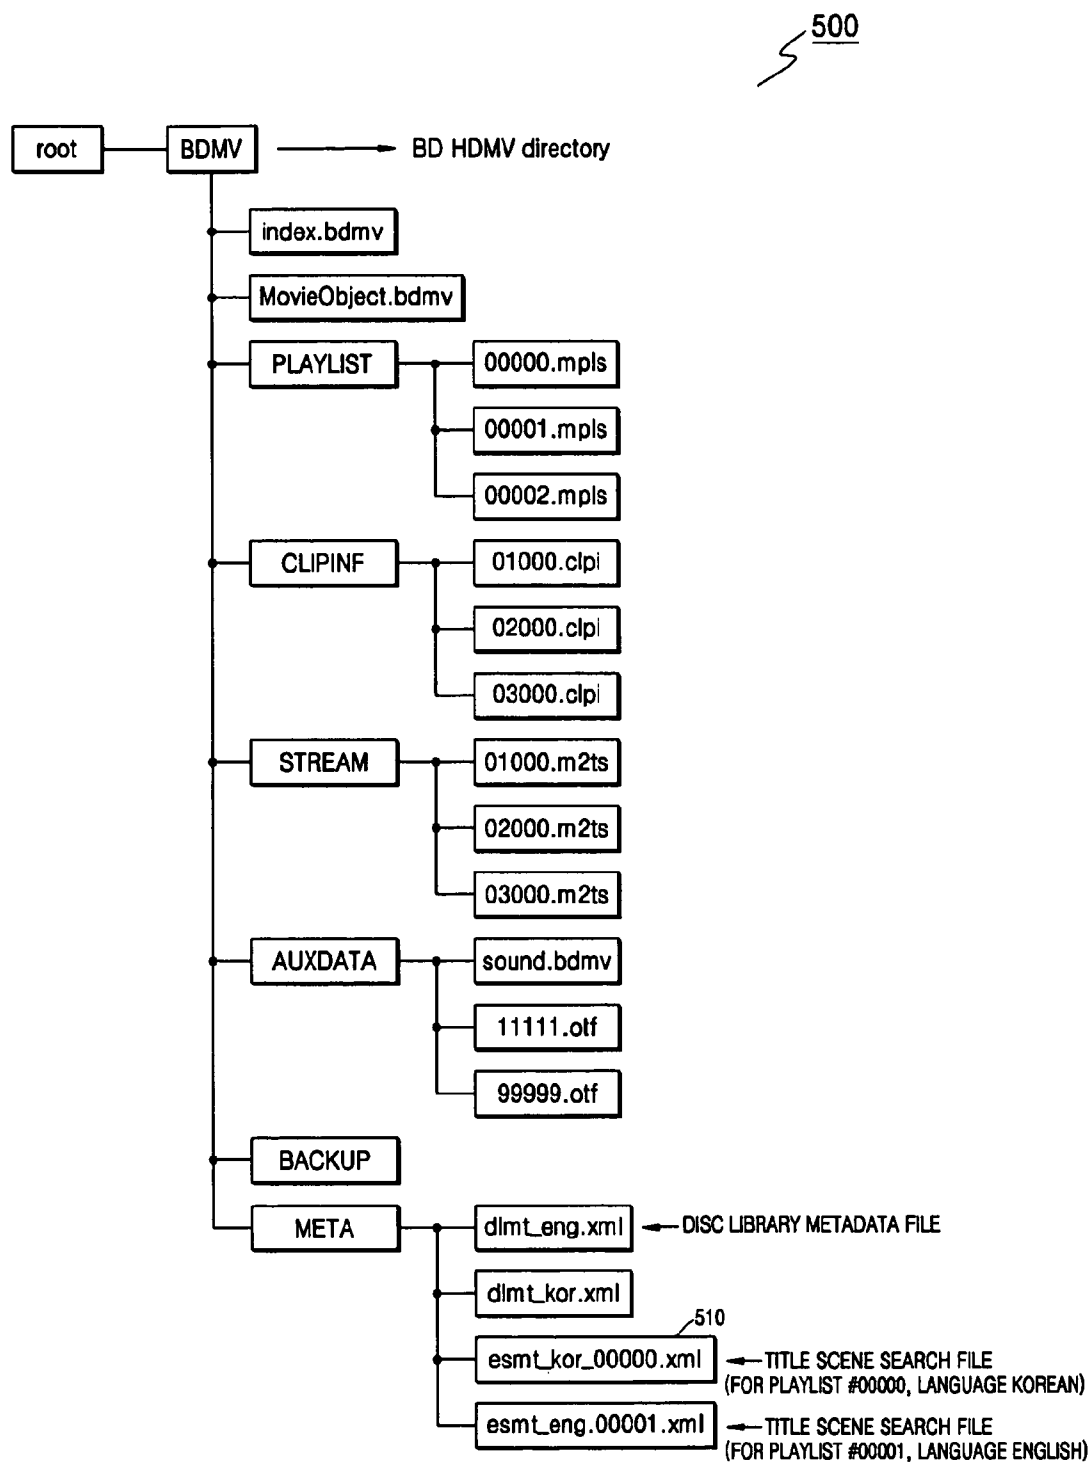 500
root
BDMV
BD HDMV directory
index.bdmv
MovieObject.bdmv
PLAYLIST
00000.mpls
00001.mpls
00002.mpls
CLIPINF
01000.clpi
02000.clpi
03000.clpi
STREAM
01000.m2ts
02000.m2ts
03000.m2ts
AUXDATA
sound.bdmv
11111.otf
99999.otf
BACKUP
META
dlmt_eng.xml
DISC LIBRARY METADATA FILE
dlmt_kor.xml
510
esmt_kor_00000.xml
TITLE SCENE SEARCH FILE
(FOR PLAYLIST #00000, LANGUAGE KOREAN)
esmt_eng.00001.xml
TITLE SCENE SEARCH FILE
(FOR PLAYLIST #00001, LANGUAGE ENGLISH)